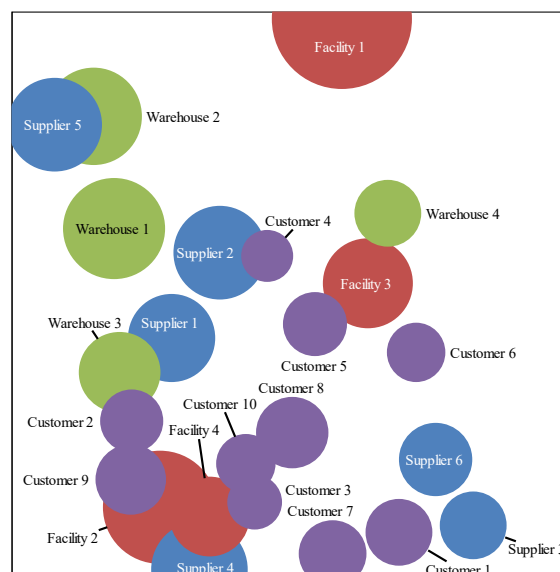 Facility 1
Warehouse 2
Supplier 5
Warehouse 4
Customer 4
Warehouse 1
Supplier 2
Facility 3
Warehouse 3
Supplier 1
Customer 5
Customer 6
Customer 8
Customer 10
Customer 2
Facility 4
Supplier 6
Customer 9
Customer 3
Customer 7
Facility 2
Supplier 4
Customer 1
Supplier